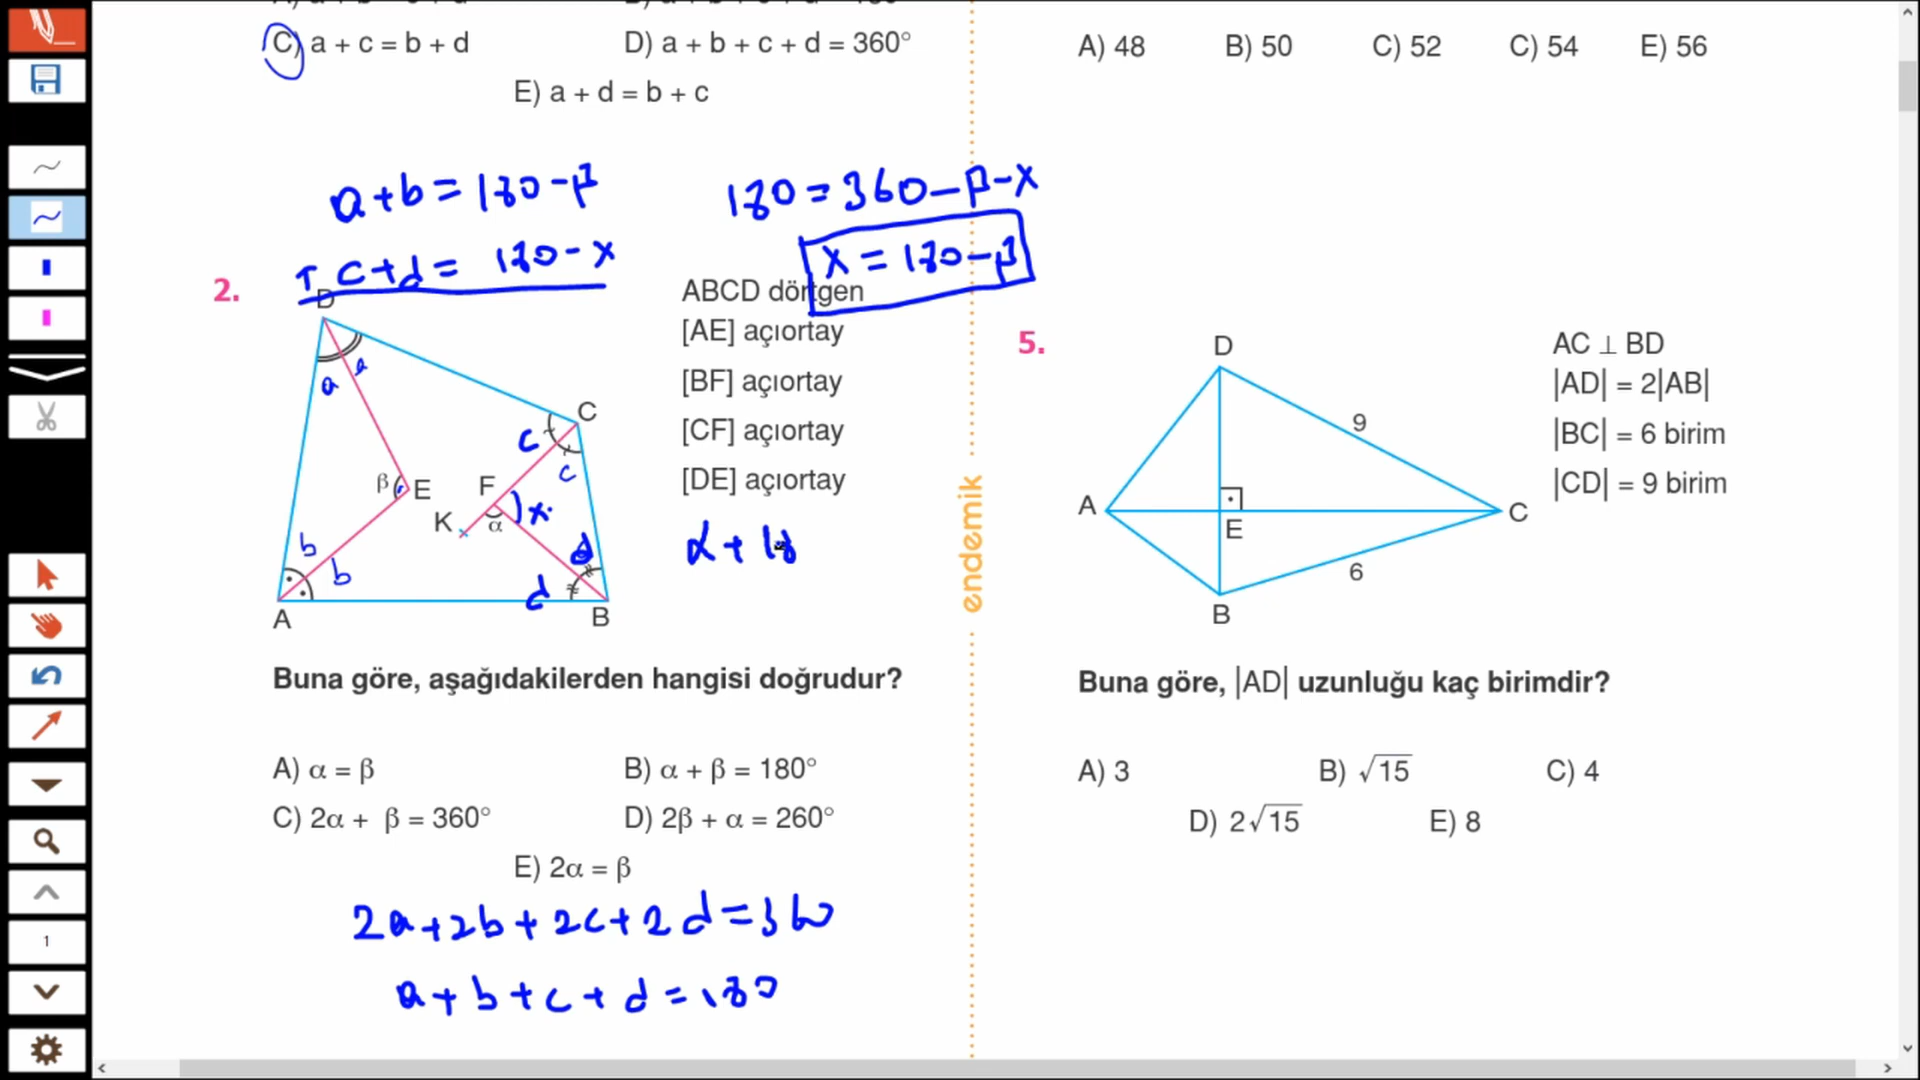 C) a + c = b + d
D) a + b + c + d = 360°
E) a + d = b + c
a+b = 180-β
+ c+d = 180-x
180 = 360-β-x
x = 180-β
2.
ABCD dörtgen
[AE] açıortay
[BF] açıortay
[CF] açıortay
[DE] açıortay
α + 18
D
a
a
C
c
c
β
E
F
K
α
x
b
b
d
d
A
B
Buna göre, aşağıdakilerden hangisi doğrudur?
A) α = β
B) α + β = 180°
C) 2α + β = 360°
D) 2β + α = 260°
E) 2α = β
2a+2b+2c+2d=360
a+b+c+d=180
endemik
A) 48 B) 50 C) 52 C) 54 E) 56
5.
D
9
A
E
C
6
B
AC ⊥ BD
|AD| = 2|AB|
|BC| = 6 birim
|CD| = 9 birim
Buna göre, |AD| uzunluğu kaç birimdir?
A) 3 B) √15 C) 4
D) 2√15 E) 8
1